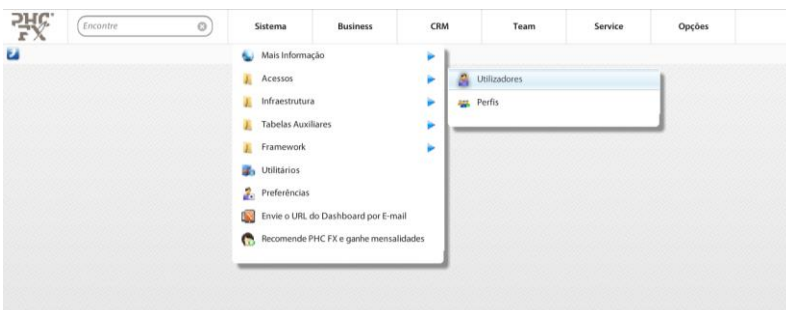 PHC FX
Encontre
Sistema Business CRM Team Service Opções
Mais Informação
Acessos
Utilizadores
Infraestrutura
Perfis
Tabelas Auxiliares
Framework
Utilitários
Preferências
Envie o URL do Dashboard por E-mail
Recomende PHC FX e ganhe mensalidades